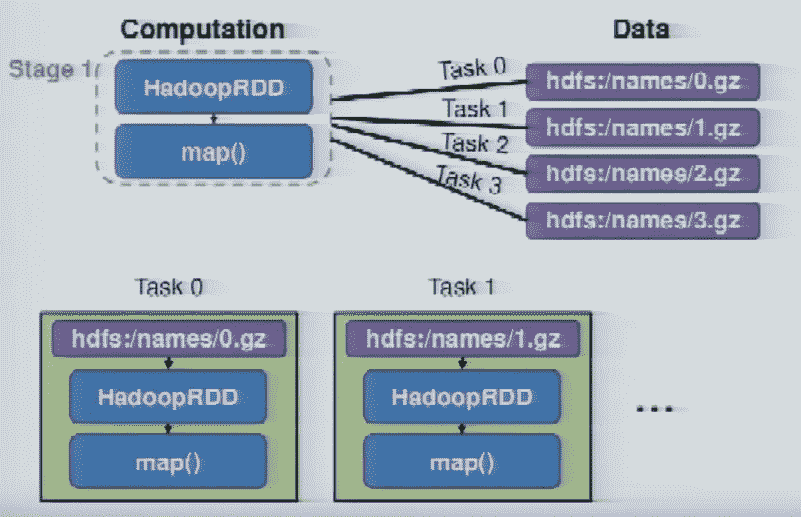 Computation
Data
Stage 1
HadoopRDD
map()
Task 0
Task 1
Task 2
Task 3
hdfs:/names/0.gz
hdfs:/names/1.gz
hdfs:/names/2.gz
hdfs:/names/3.gz
Task 0
hdfs:/names/0.gz
HadoopRDD
map()
Task 1
hdfs:/names/1.gz
HadoopRDD
map()
...